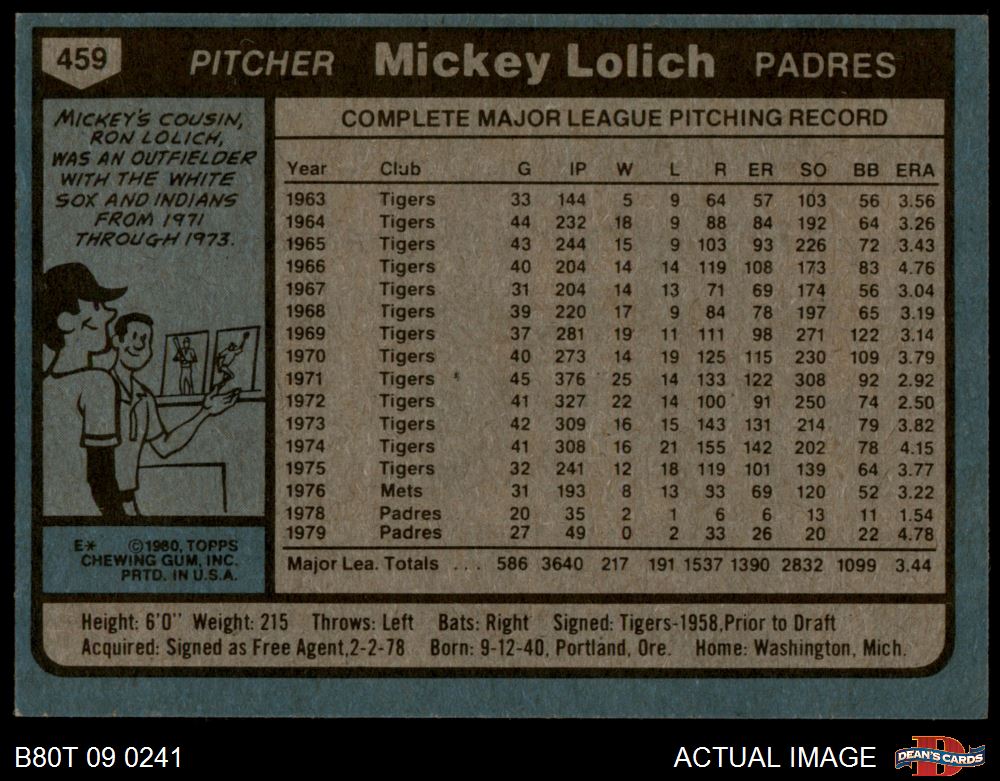 459 PITCHER Mickey Lolich PADRES
MICKEY'S COUSIN,
RON LOLICH,
WAS AN OUTFIELDER
WITH THE WHITE
SOX AND INDIANS
FROM 1971
THROUGH 1973.
COMPLETE MAJOR LEAGUE PITCHING RECORD
Year Club G IP W L R ER SO BB ERA
1963 Tigers 33 144 5 9 64 57 103 56 3.56
1964 Tigers 44 232 18 9 88 84 192 64 3.26
1965 Tigers 43 244 15 9 103 93 226 72 3.43
1966 Tigers 40 204 14 14 119 108 173 83 4.76
1967 Tigers 31 204 14 13 71 69 174 56 3.04
1968 Tigers 39 220 17 9 84 78 197 65 3.19
1969 Tigers 37 281 19 11 111 98 271 122 3.14
1970 Tigers 40 273 14 19 125 115 230 109 3.79
1971 Tigers 45 376 25 14 133 122 308 92 2.92
1972 Tigers 41 327 22 14 100 91 250 74 2.50
1973 Tigers 42 309 16 15 143 131 214 79 3.82
1974 Tigers 41 308 16 21 155 142 202 78 4.15
1975 Tigers 32 241 12 18 119 101 139 64 3.77
1976 Mets 31 193 8 13 93 69 120 52 3.22
1978 Padres 20 35 2 1 6 6 13 11 1.54
1979 Padres 27 49 0 2 33 26 20 22 4.78
Major Lea. Totals . . . 586 3640 217 191 1537 1390 2832 1099 3.44
E* ©1980, TOPPS
CHEWING GUM, INC.
PRTD. IN U.S.A.
Height: 6'0" Weight: 215 Throws: Left Bats: Right Signed: Tigers-1958, Prior to Draft
Acquired: Signed as Free Agent, 2-2-78 Born: 9-12-40, Portland, Ore. Home: Washington, Mich.
B80T 09 0241 ACTUAL IMAGE D DEAN'S CARDS